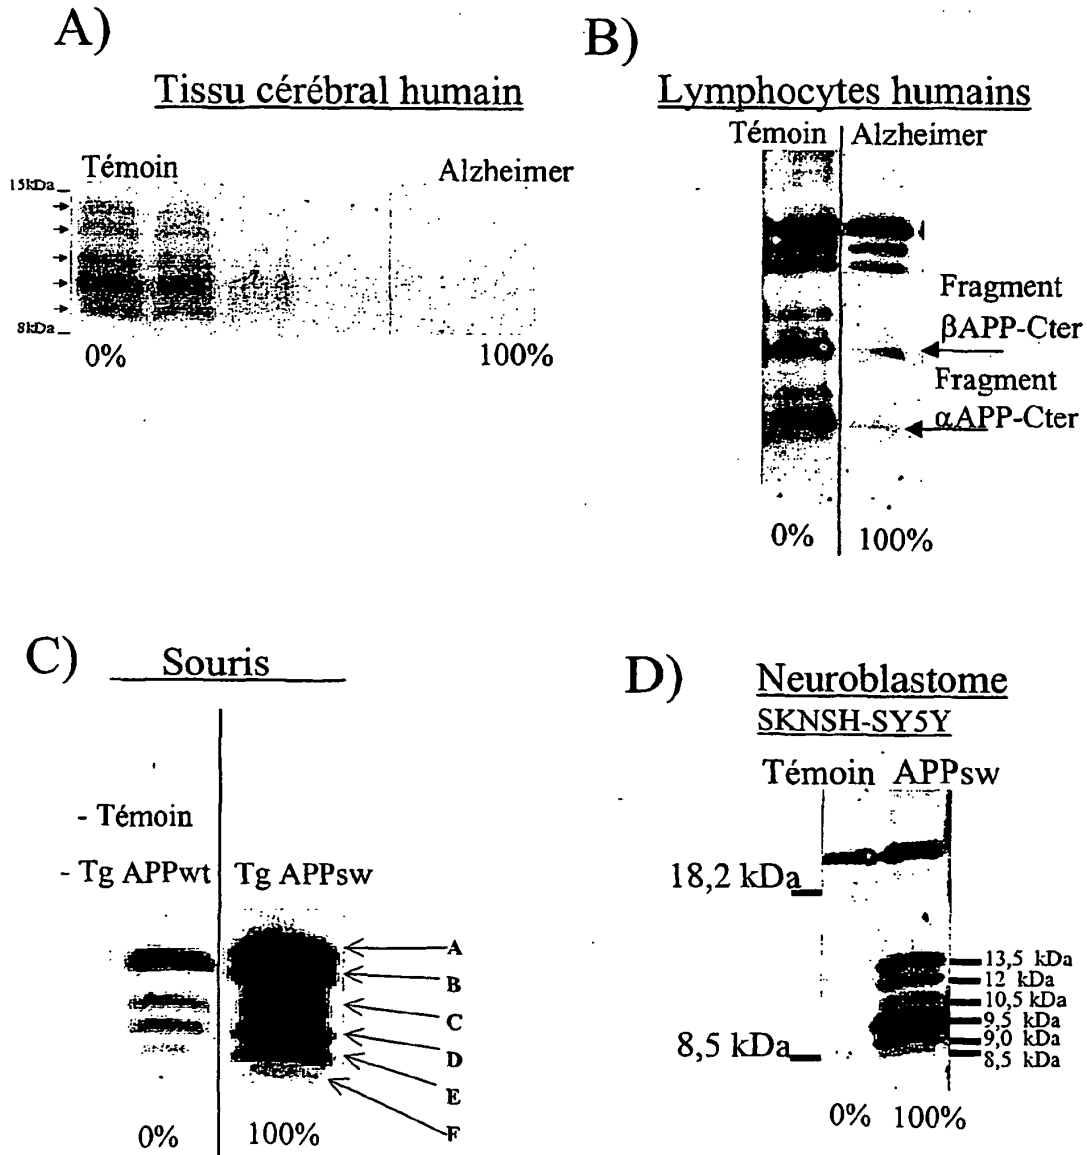 A)
Tissu cérébral humain
Témoin
Alzheimer
15kDa
8kDa
0%
100%
B)
Lymphocytes humains
Témoin
Alzheimer
Fragment
βAPP-Cter
Fragment
αAPP-Cter
0%
100%
C)
Souris
- Témoin
- Tg APPwt
Tg APPsw
A
B
C
D
E
F
0%
100%
D)
Neuroblastome
SKNSH-SY5Y
Témoin
APPsw
18,2 kDa
13,5 kDa
12 kDa
10,5 kDa
9,5 kDa
9,0 kDa
8,5 kDa
8,5 kDa
0%
100%